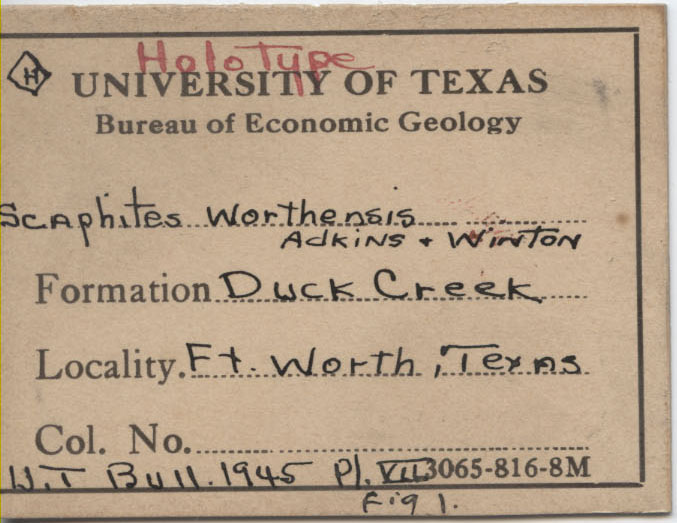 HoloType
H UNIVERSITY OF TEXAS
Bureau of Economic Geology
Scaphites Worthensis
Adkins + Winton
Formation Duck Creek
Locality. Ft. Worth, Texas
Col. No.
U.T Bull. 1945 Pl. VII 3065-816-8M
Fig 1.